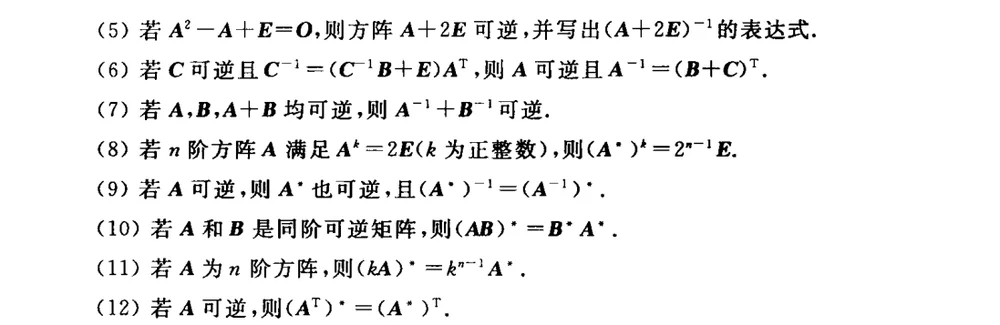 (5) 若 A²－A＋E＝O,则方阵 A＋2E 可逆,并写出(A＋2E)⁻¹的表达式.
(6) 若 C 可逆且 C⁻¹＝(C⁻¹B＋E)Aᵀ,则 A 可逆且 A⁻¹＝(B＋C)ᵀ.
(7) 若 A,B,A＋B 均可逆,则 A⁻¹＋B⁻¹可逆.
(8) 若 n 阶方阵 A 满足 Aᵏ＝2E(k 为正整数),则(A*)ᵏ＝2ⁿ⁻¹E.
(9) 若 A 可逆,则 A*也可逆,且(A*)⁻¹＝(A⁻¹)*.
(10) 若 A 和 B 是同阶可逆矩阵,则(AB)*＝B*A*.
(11) 若 A 为 n 阶方阵,则(kA)*＝kⁿ⁻¹A*.
(12) 若 A 可逆,则(Aᵀ)*＝(A*)ᵀ.